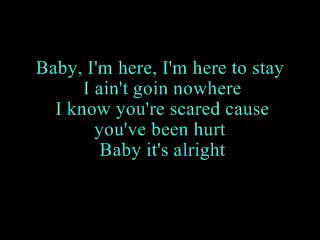 Baby, I'm here, I'm here to stay
I ain't goin nowhere
I know you're scared cause
you've been hurt
Baby it's alright